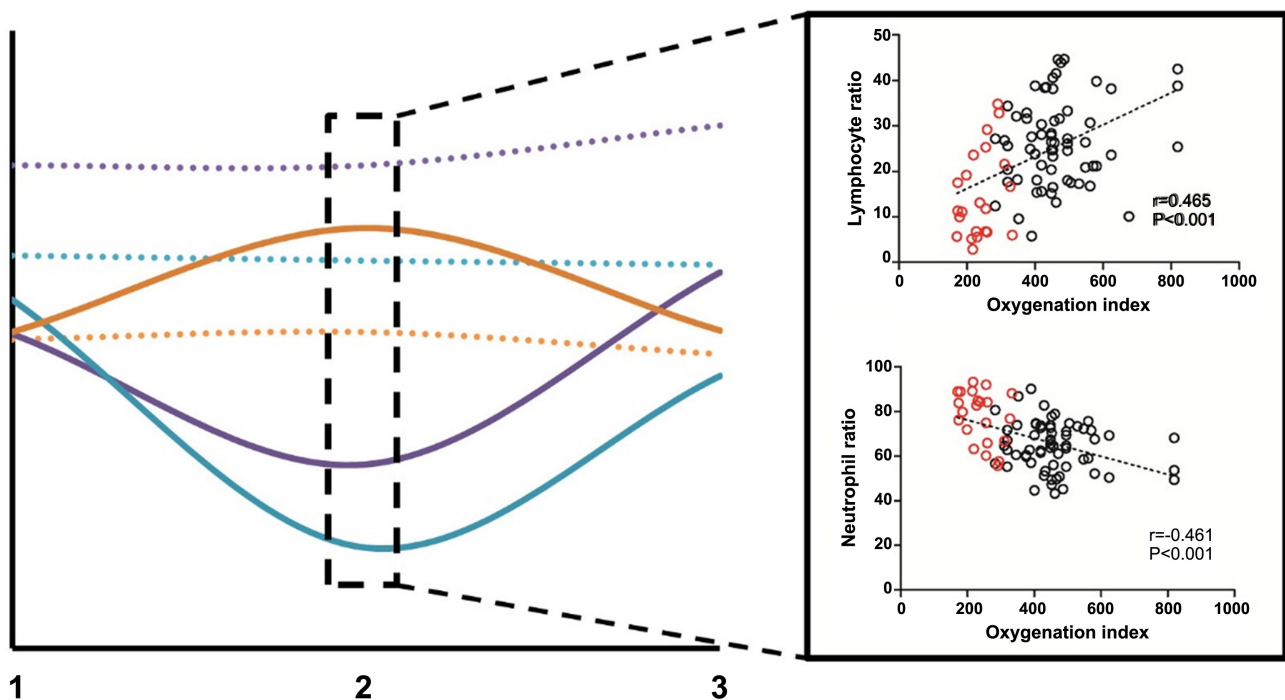 1
2
3
50
40
30
20
10
0
Lymphocyte ratio
0 200 400 600 800 1000
Oxygenation index
r=0.465
P<0.001
100
80
60
40
20
0
Neutrophil ratio
0 200 400 600 800 1000
Oxygenation index
r=-0.461
P<0.001